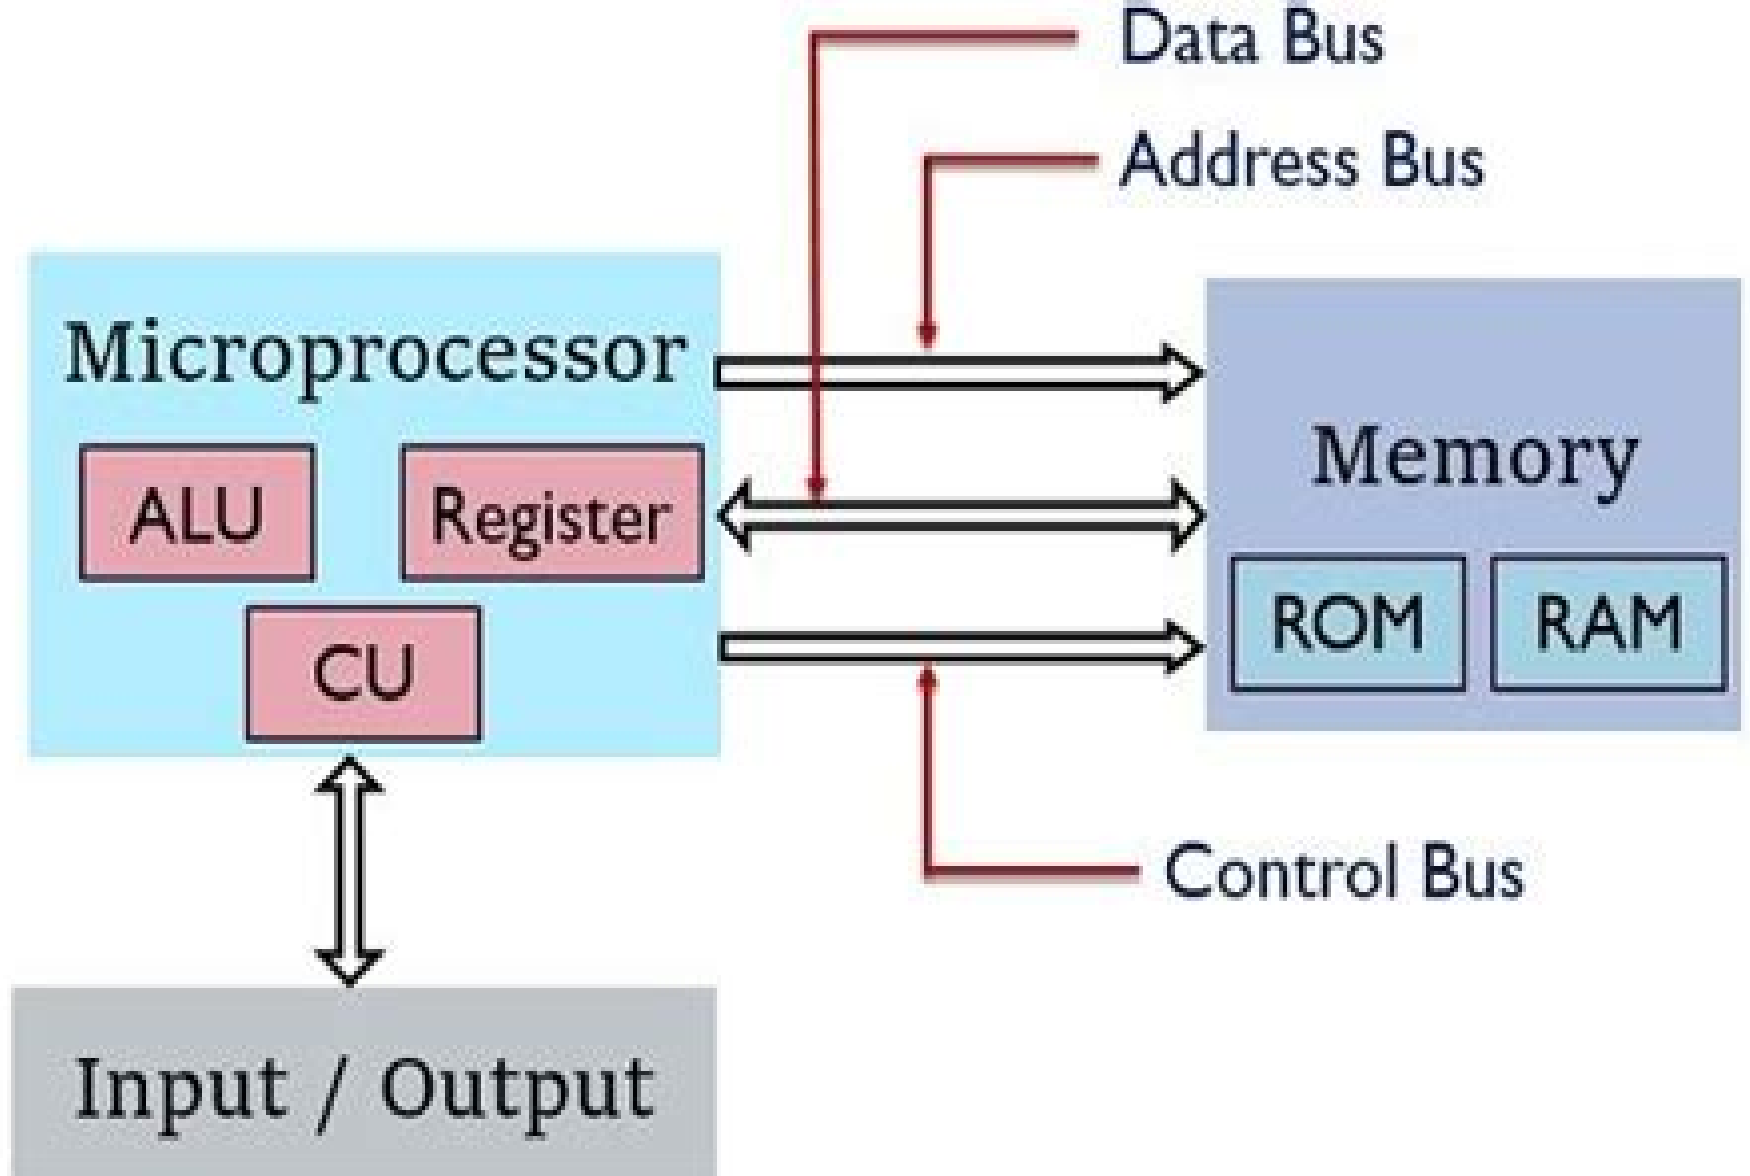 Data Bus
Address Bus
Microprocessor
ALU
Register
CU
Memory
ROM
RAM
Control Bus
Input / Output